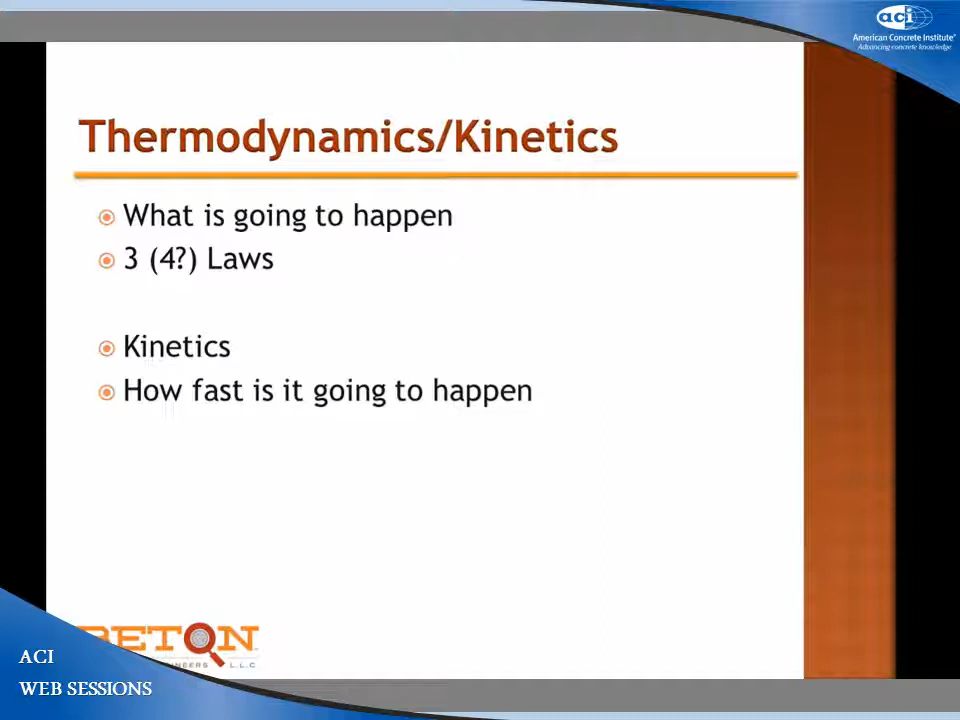 aci
American Concrete Institute®
Advancing concrete knowledge
Thermodynamics/Kinetics
What is going to happen
3 (4?) Laws
Kinetics
How fast is it going to happen
BETON
L.L.C
ACI
WEB SESSIONS